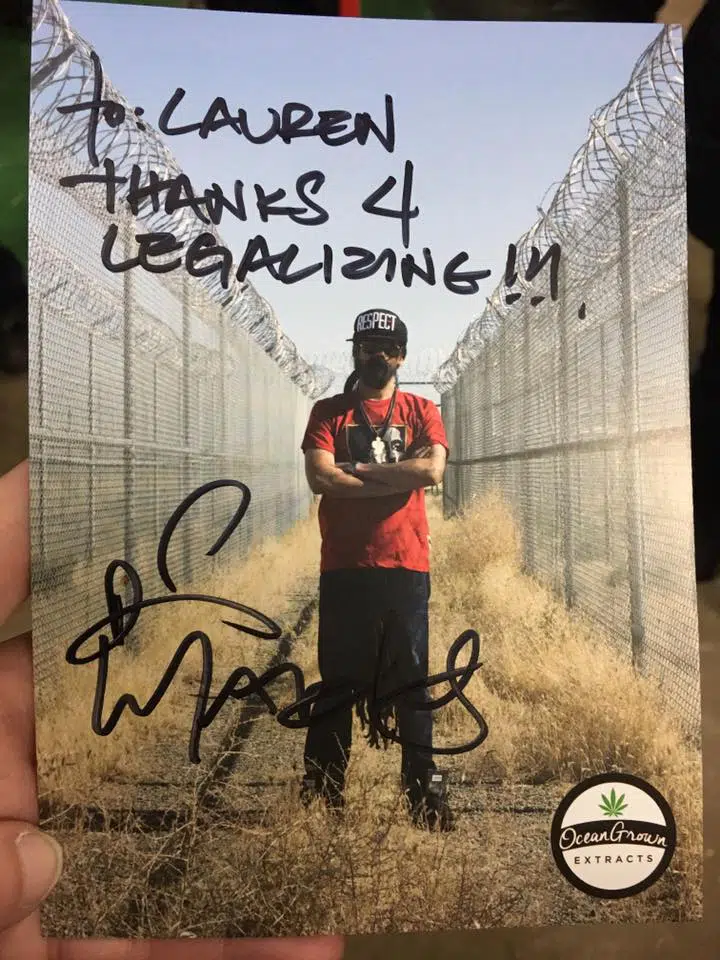 to: LAUREN
THANKS 4
LEGALIZING !!!
RESPECT
OceanGrown
EXTRACTS